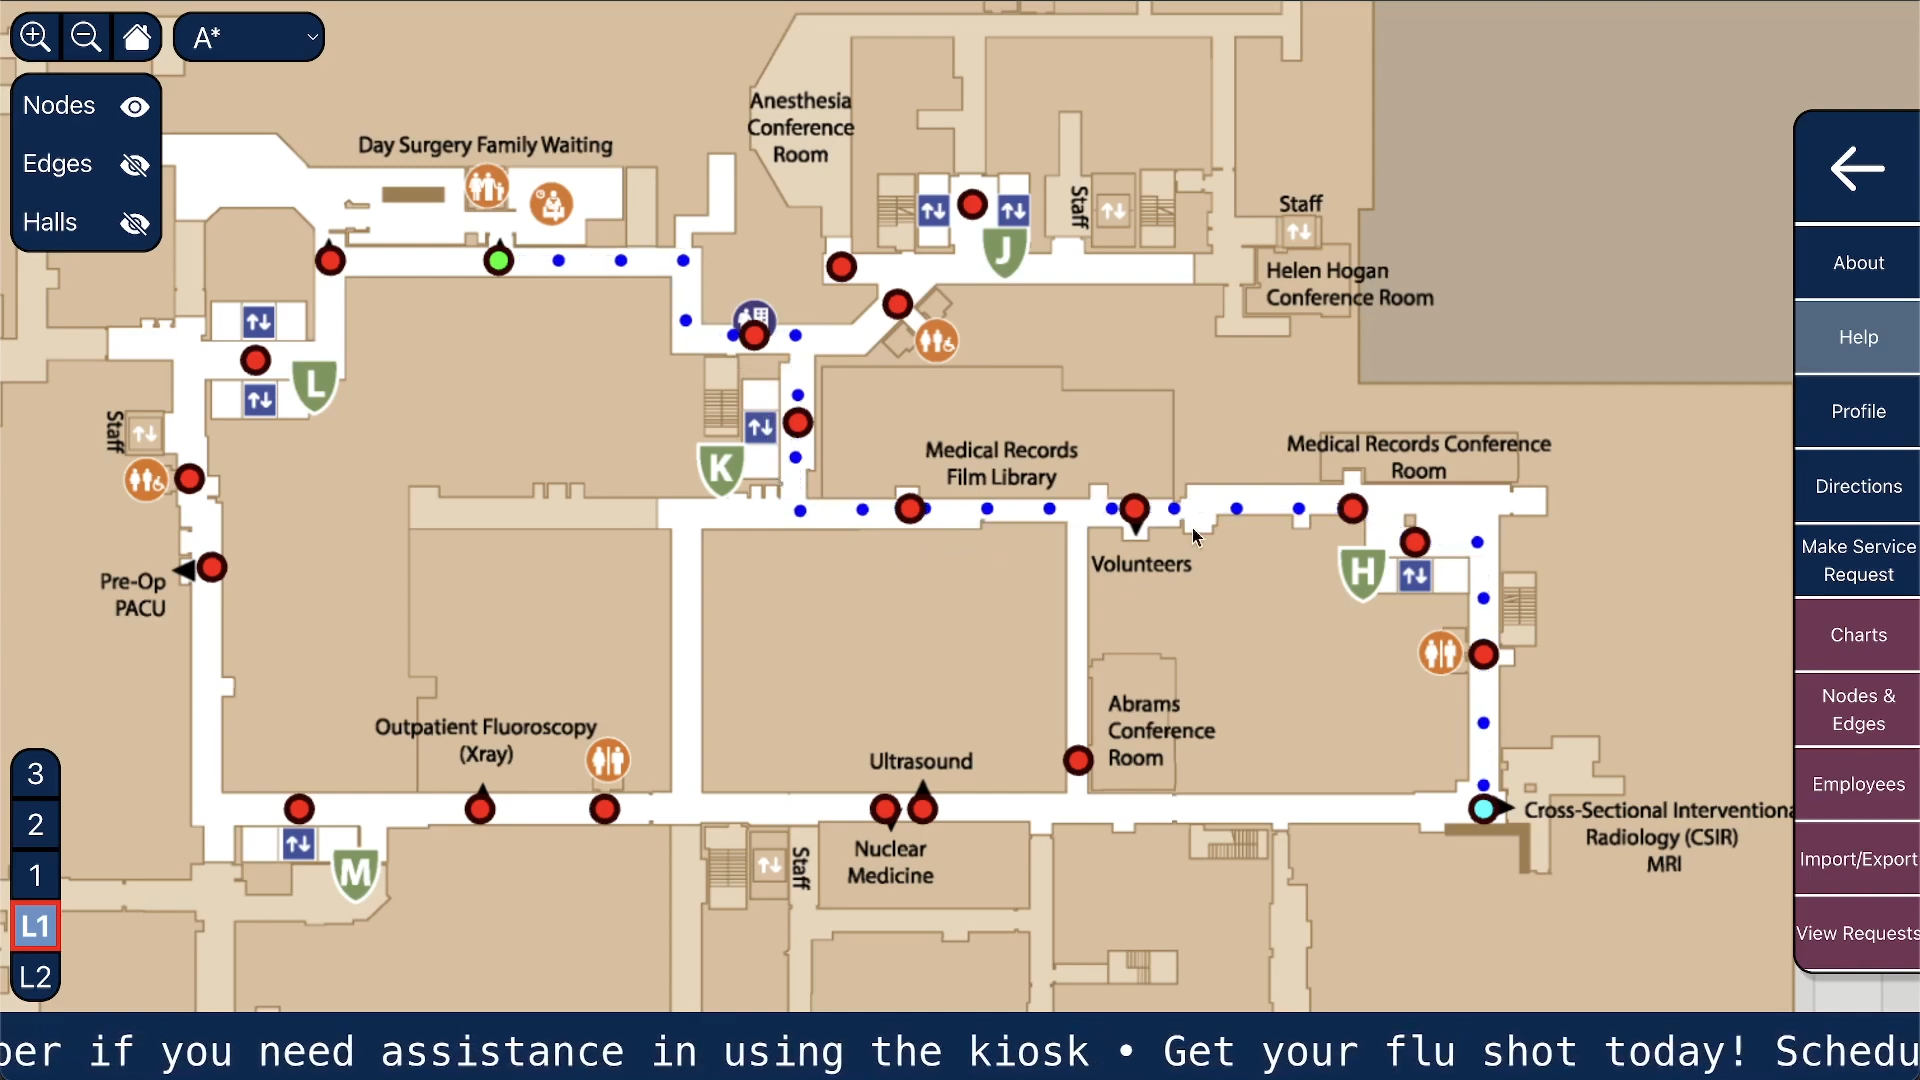 A*
Nodes
Edges
Halls
Day Surgery Family Waiting
Anesthesia
Conference
Room
Staff
J
Staff
Helen Hogan
Conference Room
L
Staff
K
Medical Records
Film Library
Medical Records Conference
Room
Volunteers
H
Pre-Op
PACU
Outpatient Fluoroscopy
(Xray)
Ultrasound
Abrams
Conference
Room
Nuclear
Medicine
Staff
M
Cross-Sectional Interventiona
Radiology (CSIR)
MRI
3
2
1
L1
L2
About
Help
Profile
Directions
Make Service
Request
Charts
Nodes &
Edges
Employees
Import/Export
View Requests
ber if you need assistance in using the kiosk • Get your flu shot today! Schedu